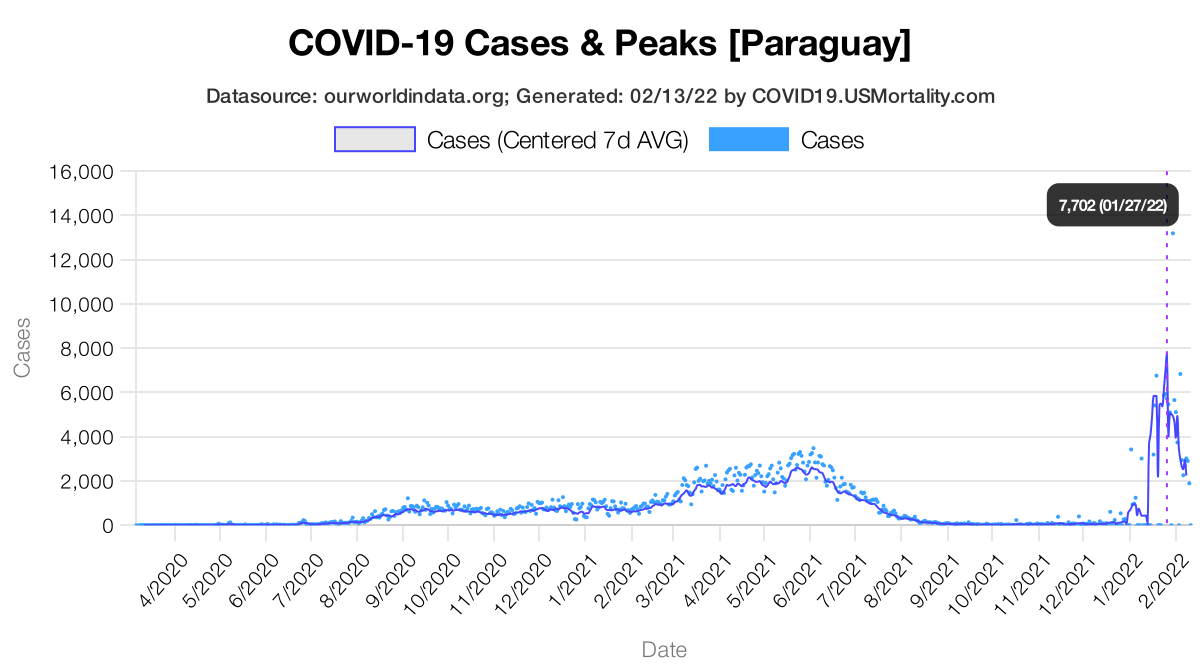 COVID-19 Cases & Peaks [Paraguay]
Datasource: ourworldindata.org; Generated: 02/13/22 by COVID19.USMortality.com
Cases (Centered 7d AVG) Cases
16,000
14,000
12,000
10,000
8,000
6,000
4,000
2,000
0
Cases
7,702 (01/27/22)
4/2020 5/2020 6/2020 7/2020 8/2020 9/2020 10/2020 11/2020 12/2020 1/2021 2/2021 3/2021 4/2021 5/2021 6/2021 7/2021 8/2021 9/2021 10/2021 11/2021 12/2021 1/2022 2/2022
Date